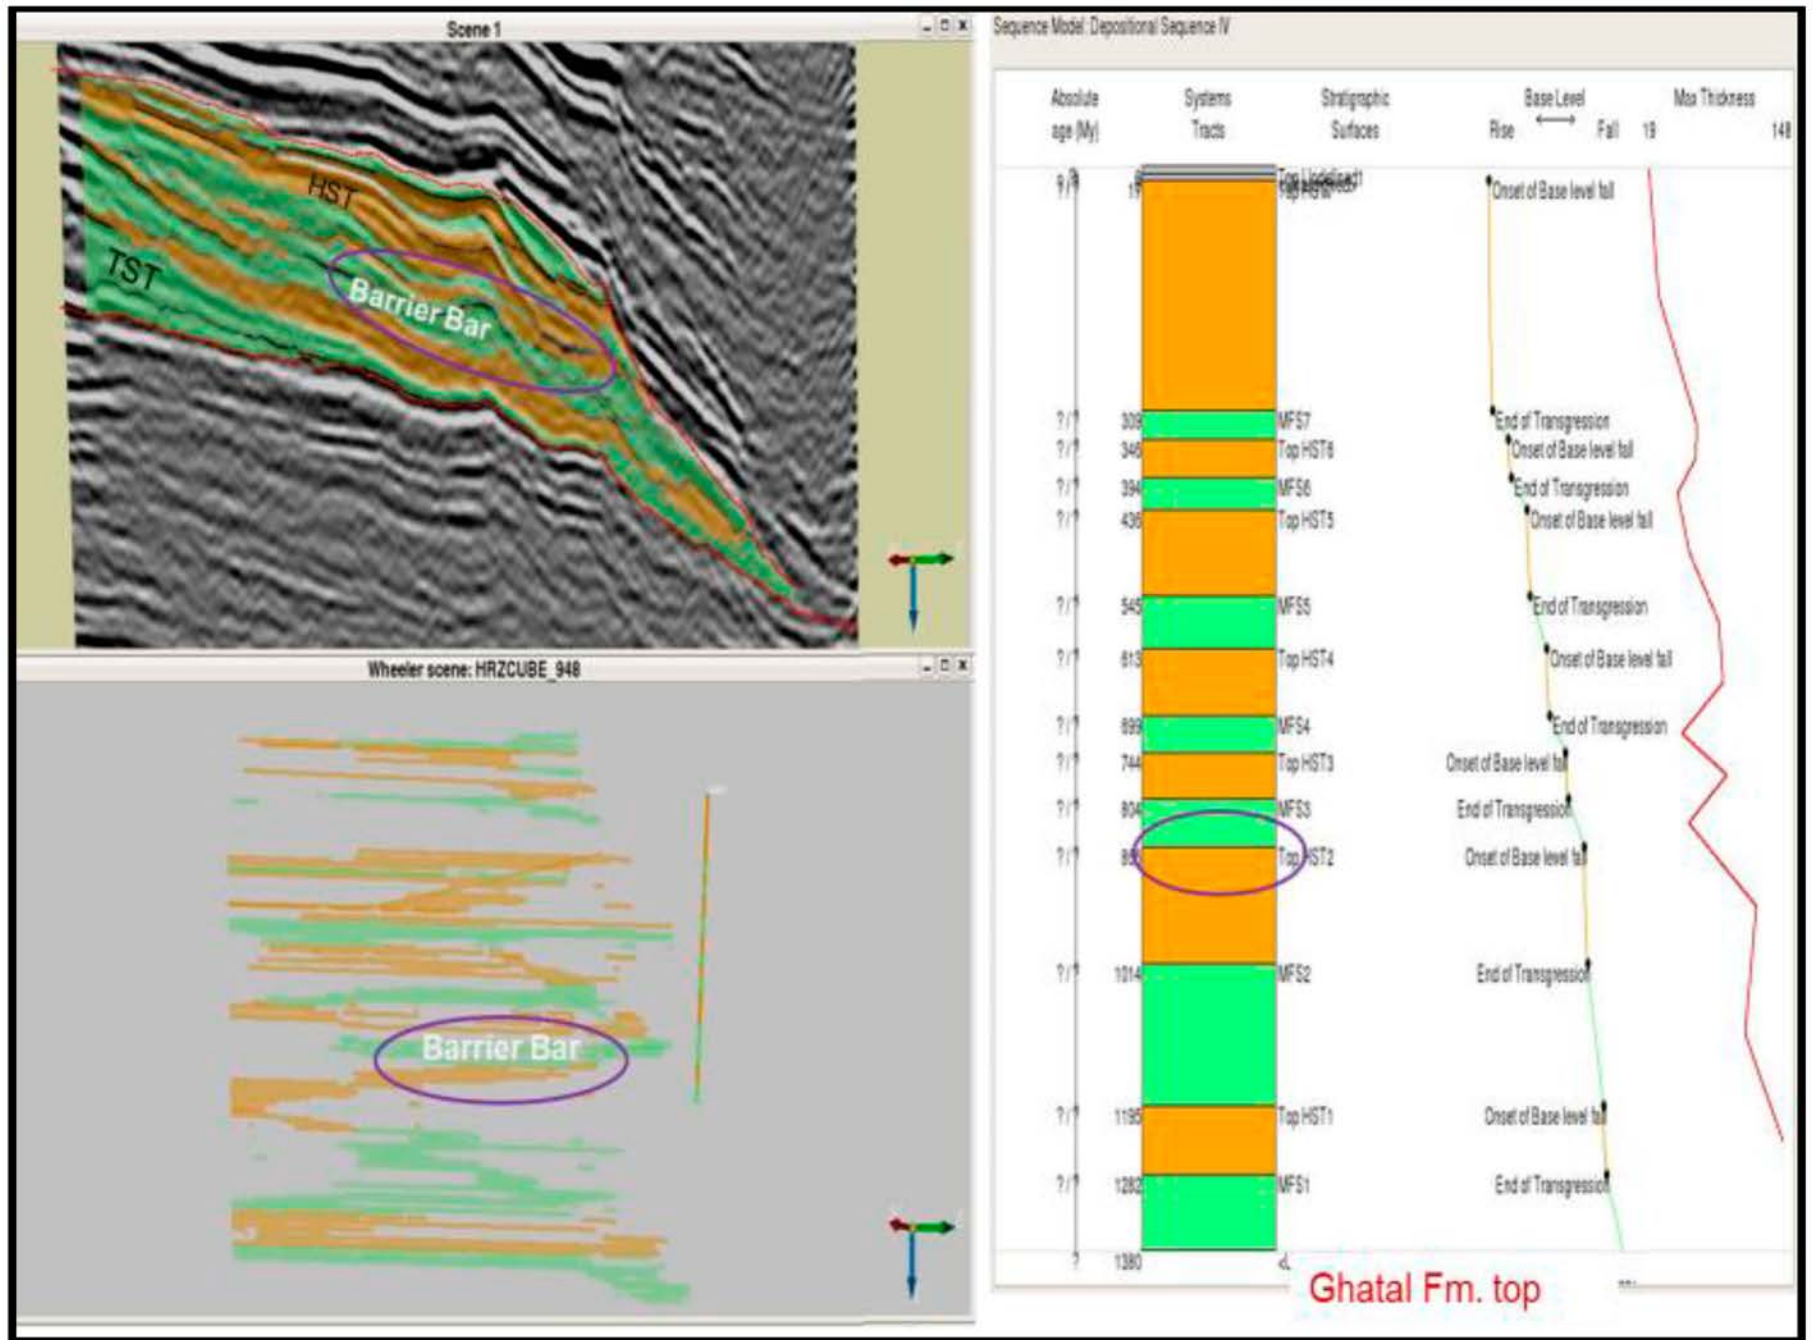 Scene 1
HST
TST
Barrier Bar
Wheeler scene: HRZCUBE_948
Barrier Bar
Sequence Model: Depositional Sequence IV
Absolute age (My)
Systems Tracts
Stratigraphic Surfaces
Base Level
Rise
Fall
Max Thickness
19
148
Onset of Base level fall
?/? 309 MFS7 End of Transgression
?/? 346 Top HST6 Onset of Base level fall
?/? 394 MFS6 End of Transgression
?/? 436 Top HST5 Onset of Base level fall
?/? 545 MFS5 End of Transgression
?/? 613 Top HST4 Onset of Base level fall
?/? 699 MFS4 End of Transgression
?/? 744 Top HST3 Onset of Base level fall
?/? 804 MFS3 End of Transgression
?/? Top HST2 Onset of Base level fall
?/? 1014 MFS2 End of Transgression
?/? 1195 Top HST1 Onset of Base level fall
?/? 1282 MFS1 End of Transgression
? 1380
Ghatal Fm. top